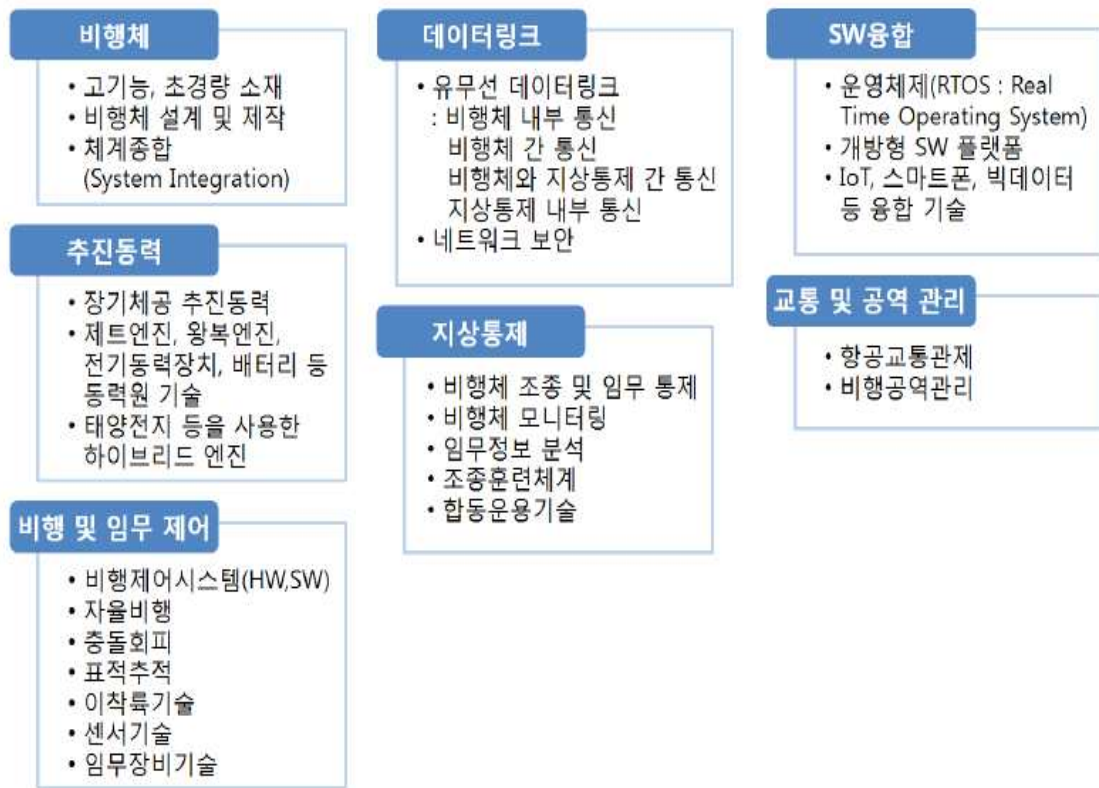 비행체
• 고기능, 초경량 소재
• 비행체 설계 및 제작
• 체계종합
(System Integration)
추진동력
• 장기체공 추진동력
• 제트엔진, 왕복엔진,
전기동력장치, 배터리 등
동력원 기술
• 태양전지 등을 사용한
하이브리드 엔진
비행 및 임무 제어
• 비행제어시스템(HW,SW)
• 자율비행
• 충돌회피
• 표적추적
• 이착륙기술
• 센서기술
• 임무장비기술
데이터링크
• 유무선 데이터링크
: 비행체 내부 통신
비행체 간 통신
비행체와 지상통제 간 통신
지상통제 내부 통신
• 네트워크 보안
지상통제
• 비행체 조종 및 임무 통제
• 비행체 모니터링
• 임무정보 분석
• 조종훈련체계
• 합동운용기술
SW융합
• 운영체제(RTOS : Real
Time Operating System)
• 개방형 SW 플랫폼
• IoT, 스마트폰, 빅데이터
등 융합 기술
교통 및 공역 관리
• 항공교통관제
• 비행공역관리